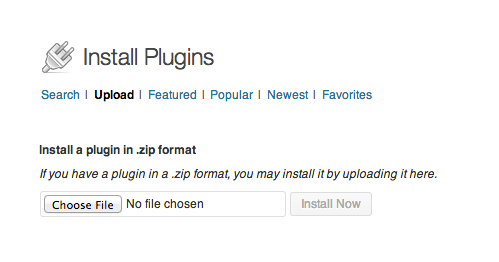 Install Plugins
Search | Upload | Featured | Popular | Newest | Favorites
Install a plugin in .zip format
If you have a plugin in a .zip format, you may install it by uploading it here.
Choose File No file chosen Install Now